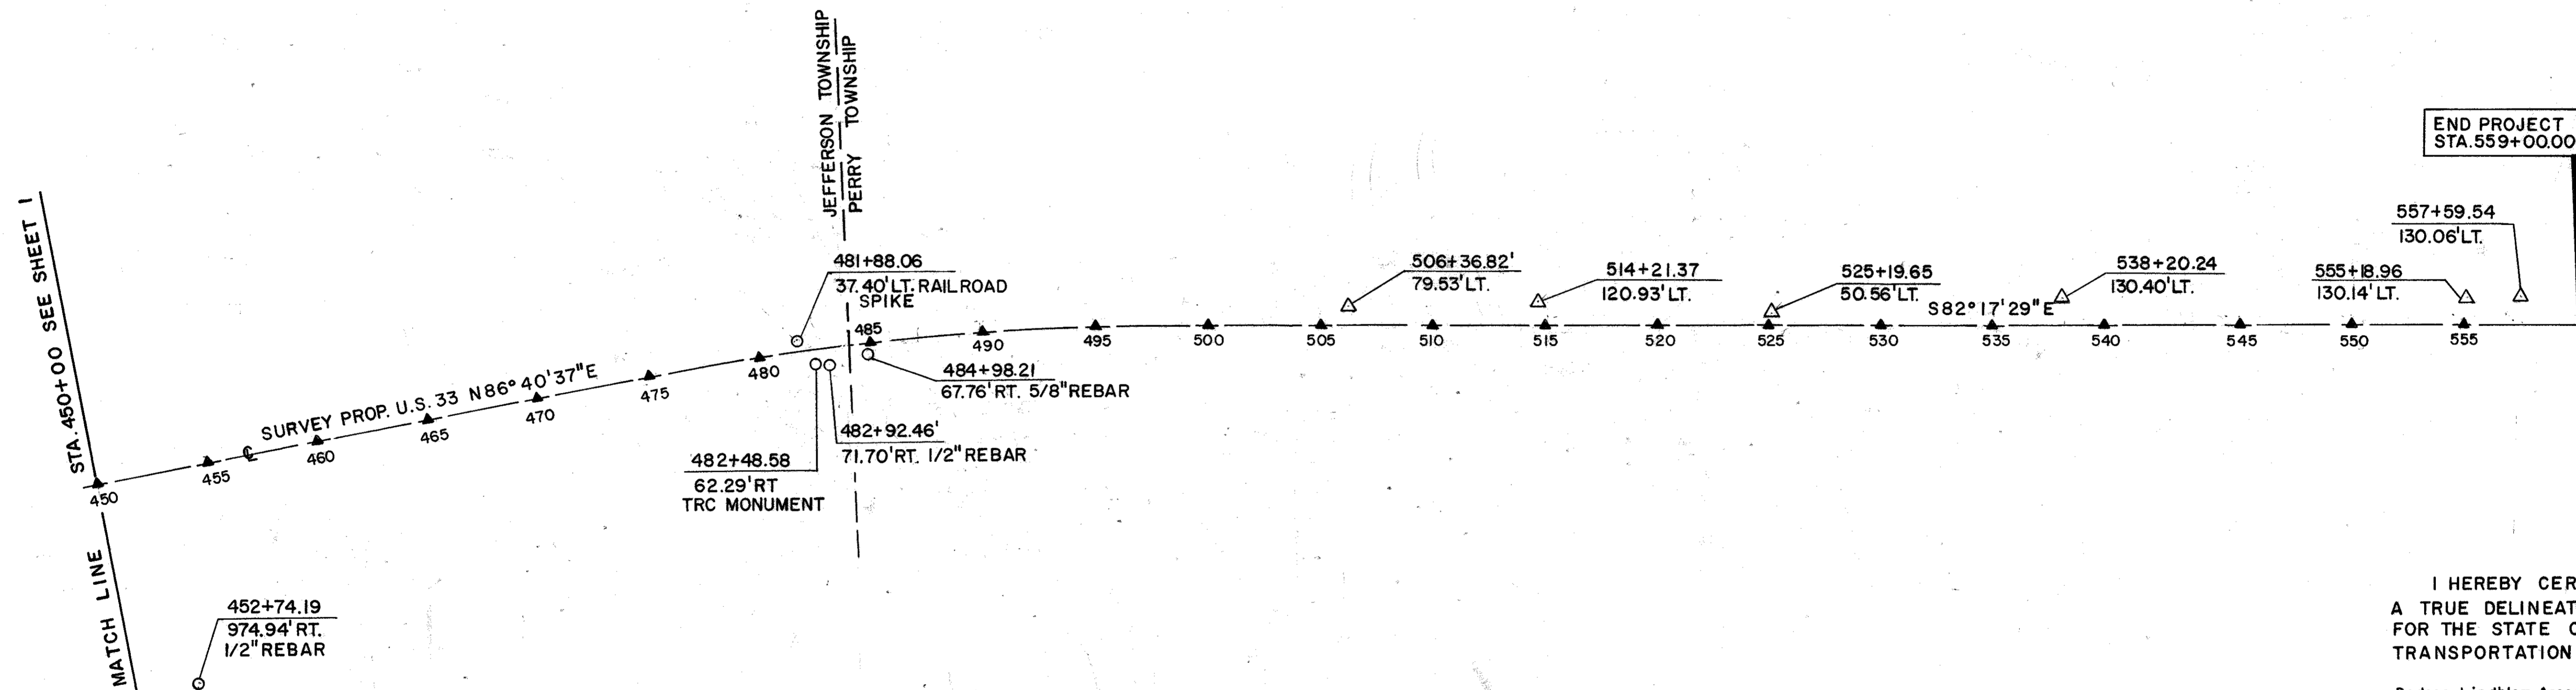 JEFFERSON TOWNSHIP
PERRY TOWNSHIP
END PROJECT
STA.559+00.00
STA.450+00 SEE SHEET 1
MATCH LINE
557+59.54
130.06'LT.
481+88.06
37.40'LT. RAILROAD
SPIKE
506+36.82'
79.53'LT.
514+21.37
120.93'LT.
525+19.65
50.56'LT.
538+20.24
130.40'LT.
555+18.96
130.14'LT.
S82°17'29"E
SURVEY PROP. U.S. 33 N86°40'37"E
℄
450
455
460
465
470
475
480
485
490
495
500
505
510
515
520
525
530
535
540
545
550
555
484+98.21
67.76'RT. 5/8"REBAR
482+92.46'
71.70'RT. 1/2"REBAR
482+48.58
62.29'RT
TRC MONUMENT
452+74.19
974.94'RT.
1/2"REBAR
I HEREBY CER
A TRUE DELINEAT
FOR THE STATE
TRANSPORTATION